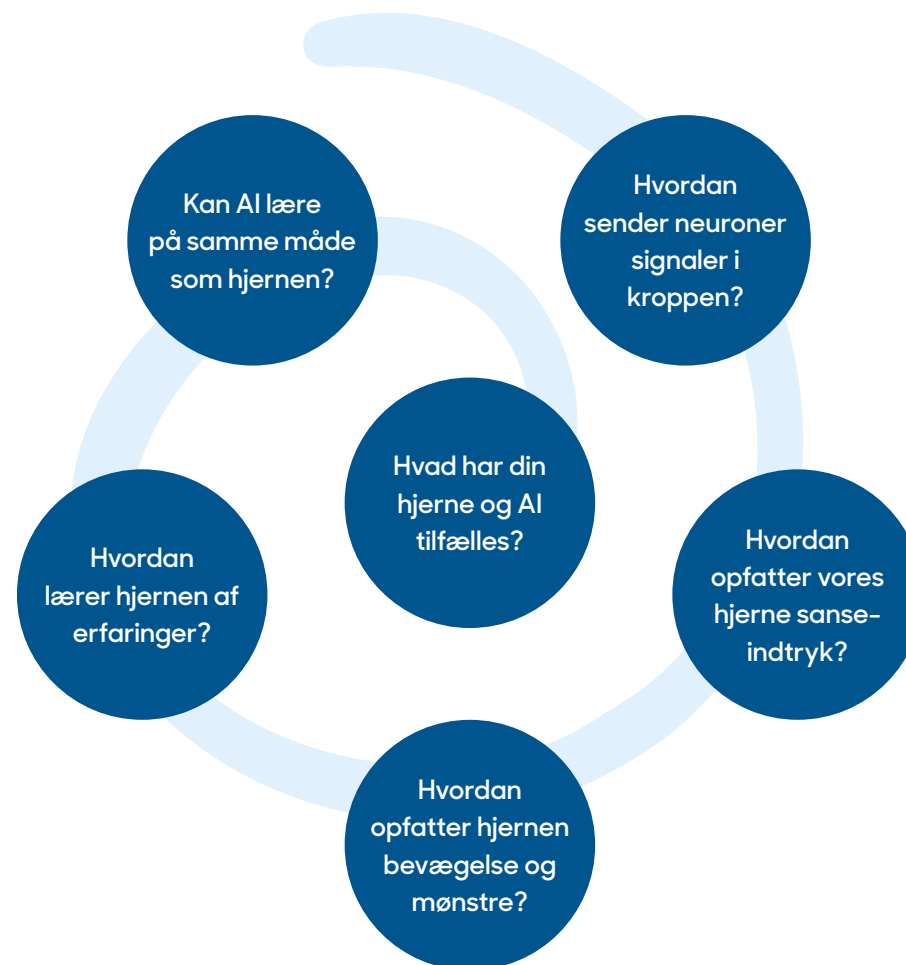 Hvordan
sender neuroner
signaler i
kroppen?
Hvordan
opfatter vores
hjerne sanse-
indtryk?
Hvordan
opfatter hjernen
bevægelse og
mønstre?
Hvordan
lærer hjernen af
erfaringer?
Kan AI lære
på samme måde
som hjernen?
Hvad har din
hjerne og AI
tilfælles?